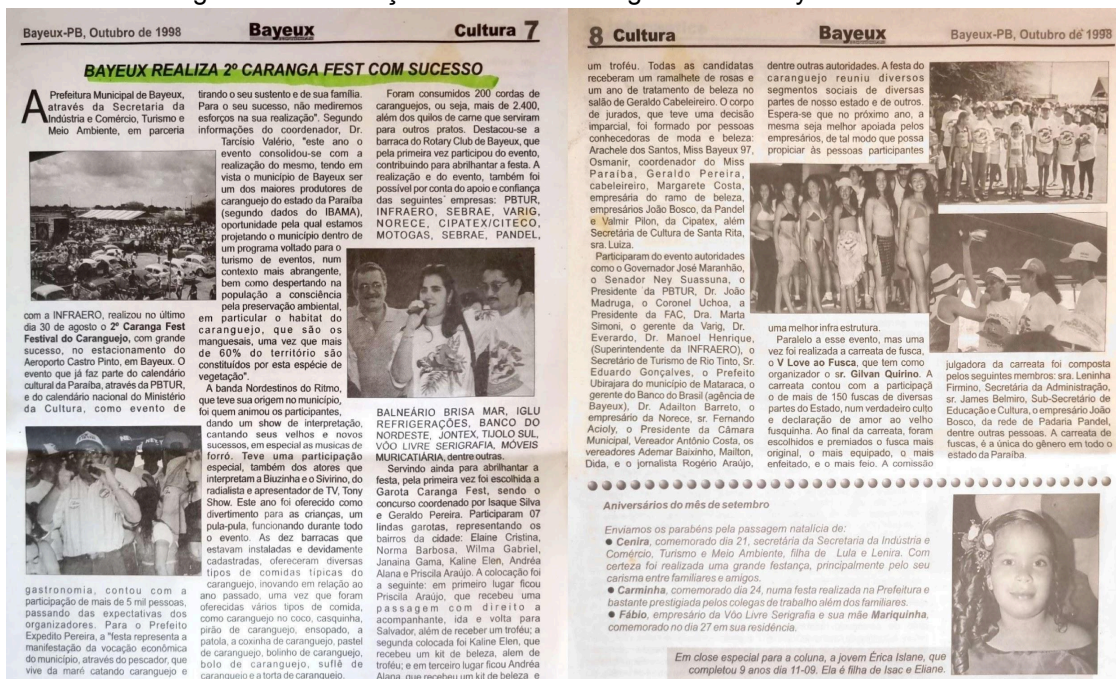 Bayeux-PB, Outubro de 1998
Bayeux
Cultura 7
BAYEUX REALIZA 2º CARANGA FEST COM SUCESSO
A Prefeitura Municipal de Bayeux,
através da Secretaria da
Indústria e Comércio, Turismo e
Meio Ambiente, em parceria
com a INFRAERO, realizou no último
dia 30 de agosto o 2º Caranga Fest
Festival do Caranguejo, com grande
sucesso, no estacionamento do
Aeroporto Castro Pinto, em Bayeux. O
evento que já faz parte do calendário
cultural da Paraíba, através da PBTUR,
e do calendário nacional do Ministério
da Cultura, como evento de
gastronomia, contou com a
participação de mais de 5 mil pessoas,
passando das expectativas dos
organizadores. Para o Prefeito
Expedito Pereira, a "festa representa a
manifestação da vocação econômica
do município, através do pescador, que
vive da maré catando caranguejo e
tirando o seu sustento e de sua família.
Para o seu sucesso, não mediremos
esforços na sua realização". Segundo
informações do coordenador, Dr.
Tarcisio Valério, "este ano o
evento consolidou-se com a
realização do mesmo, tendo em
vista o município de Bayeux ser
um dos maiores produtores de
caranguejo do estado da Paraíba
(segundo dados do IBAMA),
oportunidade pela qual estamos
projetando o município dentro de
um programa voltado para o
turismo de eventos, num
contexto mais abrangente,
bem como despertando na
população a consciência
pela preservação ambiental,
em particular o habitat do
caranguejo, que são os
manguesais, uma vez que mais
de 60% do território são
constituídos por esta espécie de
vegetação".
A banda Nordestinos do Ritmo,
que teve sua origem no município,
foi quem animou os participantes,
dando um show de interpretação,
cantando seus velhos e novos
sucessos, em especial as musicas de
forró. Teve uma participação
especial, também dos atores que
interpretam a Biuzinha e o Sivirino, do
radialista e apresentador de TV, Tony
Show. Este ano foi oferecido como
divertimento para as crianças, um
pula-pula, funcionando durante todo
o evento. As dez barracas que
estavam instaladas e devidamente
cadastradas, ofereceram diversas
tipos de comidas típicas do
caranguejo, inovando em relação ao
ano passado, uma vez que foram
oferecidas vários tipos de comida,
como caranguejo no coco, casquinha,
pirão de caranguejo, ensopado, a
patola, a coxinha de caranguejo, pastel
de caranguejo, bolinho de caranguejo,
bolo de caranguejo, suflê de
caranguejo e a torta de caranguejo.
Foram consumidos 200 cordas de
caranguejos, ou seja, mais de 2.400,
além dos quilos de carne que serviram
para outros pratos. Destacou-se a
barraca do Rotary Club de Bayeux, que
pela primeira vez participou do evento,
contribuindo para abrilhantar a festa. A
realização e do evento, também foi
possível por conta do apoio e confiança
das seguintes empresas: PBTUR,
INFRAERO, SEBRAE, VARIG,
NORECE, CIPATEX/CITECO,
MOTOGAS, SEBRAE, PANDEL,
BALNEÁRIO BRISA MAR, IGLU
REFRIGERAÇÕES, BANCO DO
NORDESTE, JONTEX, TIJOLO SUL,
VÔO LIVRE SERIGRAFIA, MÓVEIS
MURICATIÁRIA, dentre outras.
Servindo ainda para abrilhantar a
festa, pela primeira vez foi escolhida a
Garota Caranga Fest, sendo o
concurso coordenado por Isaque Silva
e Geraldo Pereira. Participaram 07
lindas garotas, representando os
bairros da cidade: Elaine Cristina,
Norma Barbosa, Wilma Gabriel,
Janaina Gama, Kaline Elen, Andréa
Alana e Priscila Araújo. A colocação foi
a seguinte: em primeiro lugar ficou
Priscila Araújo, que recebeu uma
passagem com direito a
acompanhante, ida e volta para
Salvador, além de receber um troféu; a
segunda colocada foi Kaline Elen, que
recebeu um kit de beleza, alem de
troféu; e em terceiro lugar ficou Andréa
Alana, que recebeu um kit de beleza e
8 Cultura
Bayeux
Bayeux-PB, Outubro de 1998
um troféu. Todas as candidatas
receberam um ramalhete de rosas e
um ano de tratamento de beleza no
salão de Geraldo Cabeleireiro. O corpo
de jurados, que teve uma decisão
imparcial, foi formado por pessoas
conhecedoras de moda e beleza:
Arachele dos Santos, Miss Bayeux 97,
Osmanir, coordenador do Miss
Paraíba, Geraldo Pereira,
cabeleireiro, Margarete Costa,
empresária do ramo de beleza,
empresários João Bosco, da Pandel
e Valmir Pilon, da Cipatex, além
Secretária de Cultura de Santa Rita,
sra. Luiza.
Participaram do evento autoridades
como o Governador José Maranhão,
o Senador Ney Suassuna, o
Presidente da PBTUR, Dr. João
Madruga, o Coronel Uchoa, a
Presidente da FAC, Dra. Marta
Simoni, o gerente da Varig, Dr.
Everardo, Dr. Manoel Henrique,
(Superintendente da INFRAERO), o
Secretário de Turismo de Rio Tinto, Sr.
Eduardo Gonçalves, o Prefeito
Ubirajara do município de Mataraca, o
gerente do Banco do Brasil (agência de
Bayeux), Dr. Adailton Barreto, o
empresário da Norece, sr. Fernando
Acioly, o Presidente da Câmara
Municipal, Vereador Antônio Costa, os
vereadores Ademar Baixinho, Mailton,
Dida, e o jornalista Rogério Araújo,
dentre outras autoridades. A festa do
caranguejo reuniu diversos
segmentos sociais de diversas
partes de nosso estado e de outros.
Espera-se que no próximo ano, a
mesma seja melhor apoiada pelos
empresários, de tal modo que possa
propiciar às pessoas participantes
uma melhor infra estrutura.
Paralelo a esse evento, mas uma
vez foi realizada a carreata de fusca,
o V Love ao Fusca, que tem como
organizador o sr. Gilvan Quirino. A
carreata contou com a participaçã
o de mais de 150 fuscas de diversas
partes do Estado, num verdadeiro culto
e declaração de amor ao velho
fusquinha. Ao final da carreata, foram
escolhidos e premiados o fusca mais
original, o mais equipado, o mais
enfeitado, e o mais feio. A comissão
julgadora da carreata foi composta
pelos seguintes membros: sra. Leninha
Firmino, Secretária da Administração,
sr. James Belmiro, Sub-Secretário de
Educação e Cultura, o empresário João
Bosco, da rede de Padaria Pandel,
dentre outras pessoas. A carreata de
fuscas, é a única do gênero em todo o
estado da Paraíba.
Aniversários do mês de setembro
Enviamos os parabéns pela passagem natalícia de:
● Cenira, comemorado dia 21, secretária da Secretaria da Indústria e
Comércio, Turismo e Meio Ambiente, filha de Lula e Lenira. Com
certeza foi realizada uma grande festança, principalmente pelo seu
carisma entre familiares e amigos.
● Carminha, comemorado dia 24, numa festa realizada na Prefeitura e
bastante prestigiada pelos colegas de trabalho além dos familiares.
● Fábio, empresário da Vôo Livre Serigrafia e sua mãe Mariquinha,
comemorado no dia 27 em sua residência.
Em close especial para a coluna, a jovem Érica Islane, que
completou 9 anos dia 11-09. Ela é filha de Isac e Eliane.